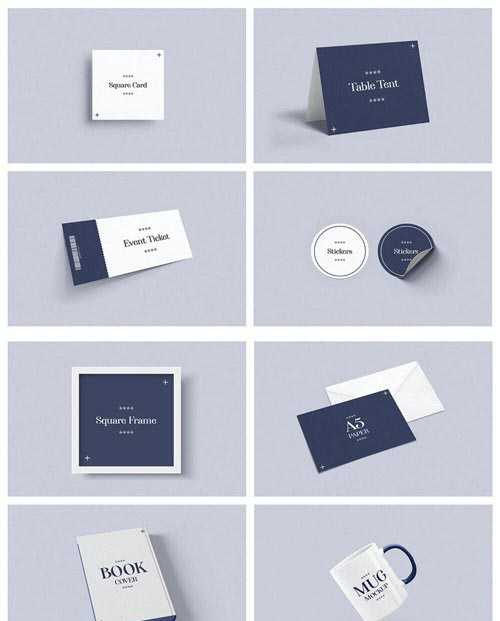 Square Card
Table Tent
Event Ticket
Stickers
Stickers
Square Frame
A5
PAPER
BOOK
COVER
MUG
MOCKUP